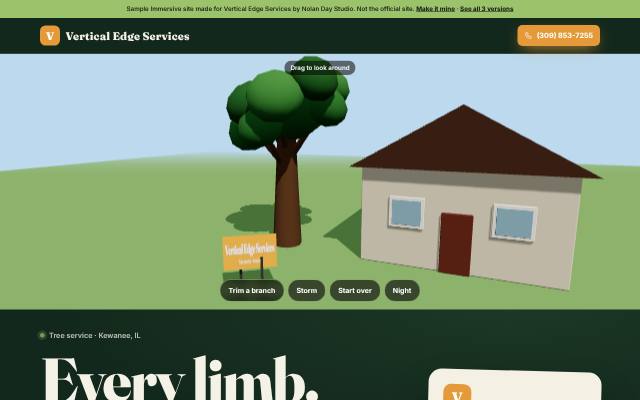 Sample Immersive site made for Vertical Edge Services by Nolan Day Studio. Not the official site. Make it mine · See all 3 versions
V Vertical Edge Services
(309) 853-7255
Drag to look around
Vertical Edge Services
Trim a branch
Storm
Start over
Night
Tree service · Kewanee, IL
Every limb.
V